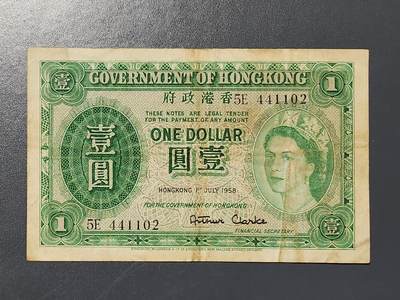 壹 GOVERNMENT OF HONGKONG 1
府政港香 5E 441102
THESE NOTES ARE LEGAL TENDER
FOR THE PAYMENT OF ANY AMOUNT
ONE DOLLAR
壹圓
圓壹
HONGKONG 1ST JULY 1958
FOR THE GOVERNMENT OF HONGKONG
5E 441102
Arthur Clarke
FINANCIAL SECRETARY
1 壹